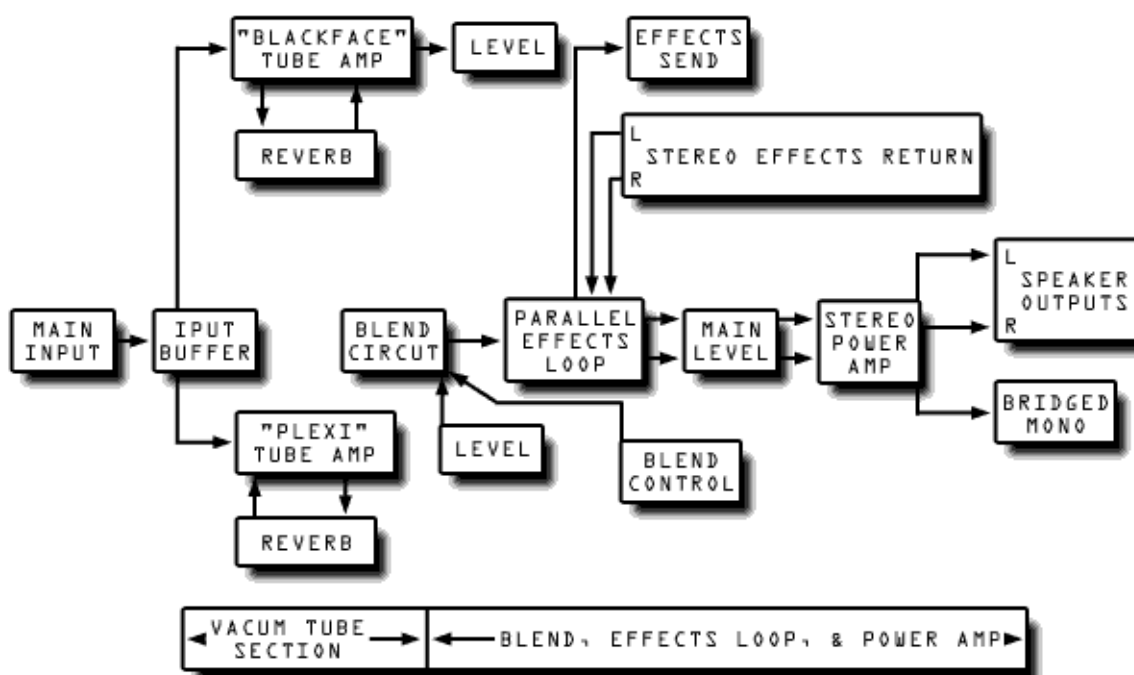 "BLACKFACE"
TUBE AMP
LEVEL
EFFECTS
SEND
REVERB
L
STEREO EFFECTS RETURN
R
MAIN
INPUT
IPUT
BUFFER
BLEND
CIRCUT
PARALLEL
EFFECTS
LOOP
MAIN
LEVEL
STEREO
POWER
AMP
L
SPEAKER
OUTPUTS
R
BRIDGED
MONO
"PLEXI"
TUBE AMP
LEVEL
BLEND
CONTROL
REVERB
VACUM TUBE
SECTION
BLEND, EFFECTS LOOP, & POWER AMP